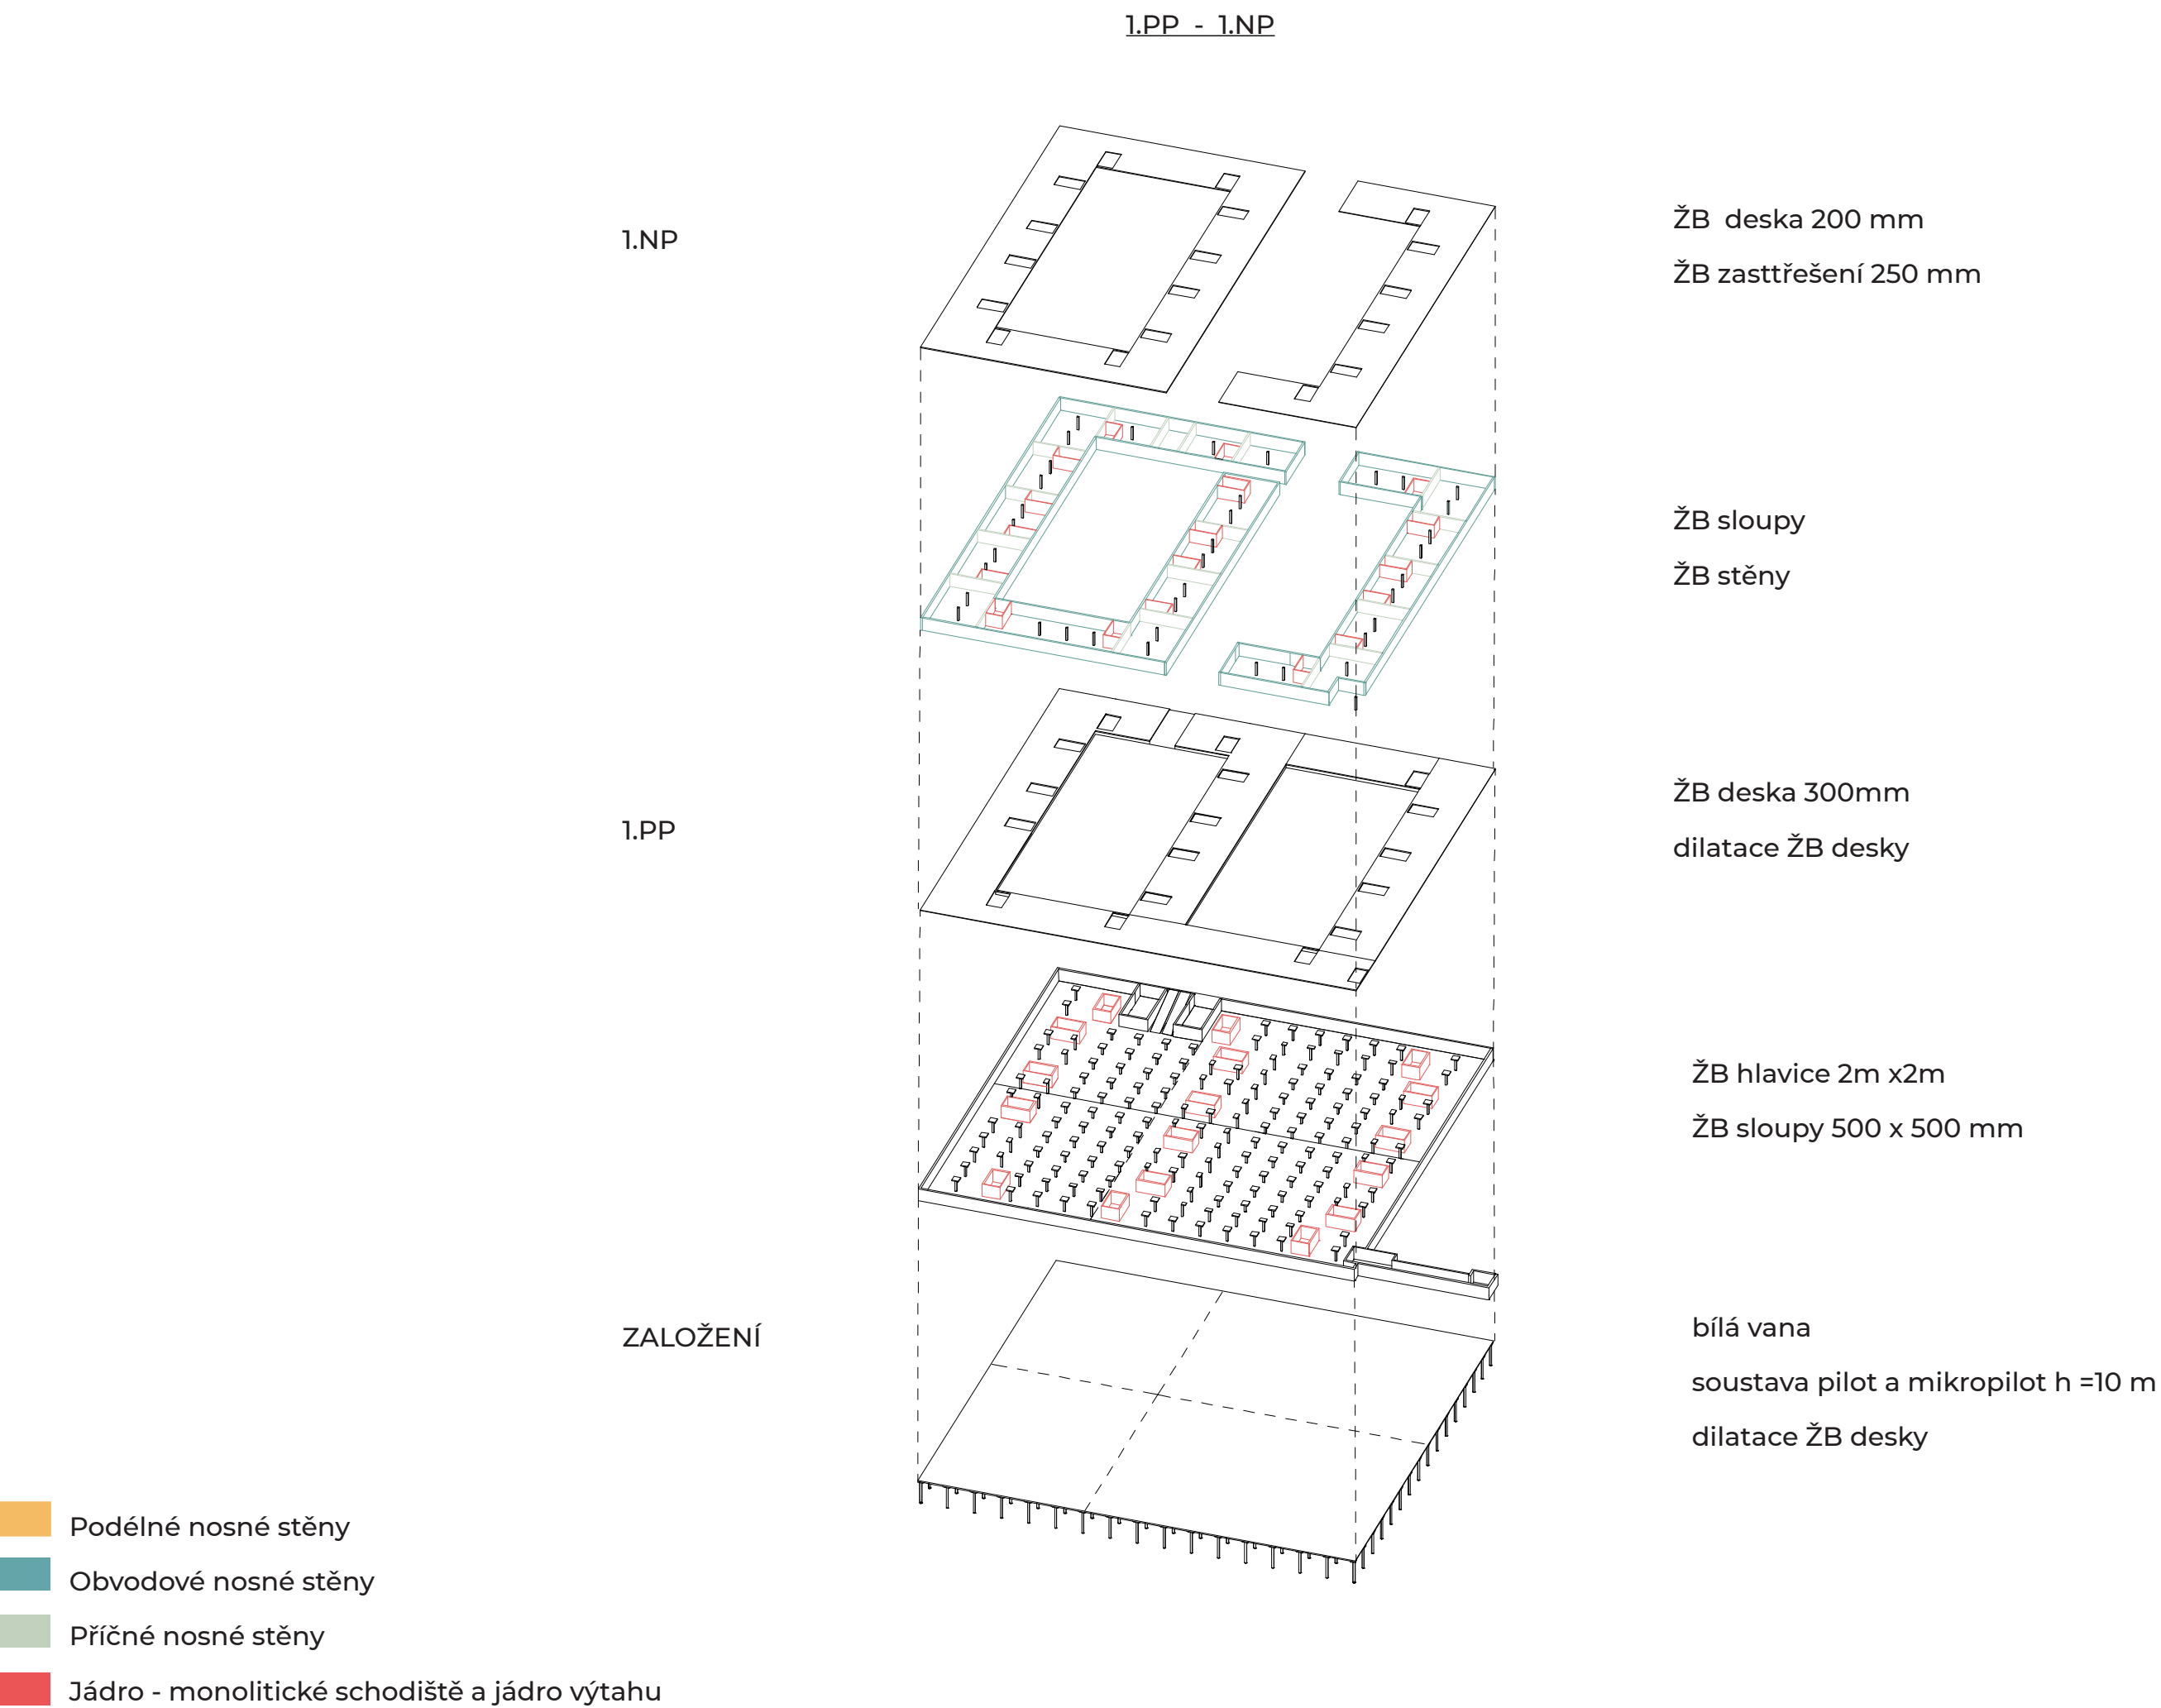 1.PP - 1.NP
1.NP
ŽB deska 200 mm
ŽB zasttřešení 250 mm
ŽB sloupy
ŽB stěny
1.PP
ŽB deska 300mm
dilatace ŽB desky
ŽB hlavice 2m x2m
ŽB sloupy 500 x 500 mm
ZALOŽENÍ
bílá vana
soustava pilot a mikropilot h =10 m
dilatace ŽB desky
Podélné nosné stěny
Obvodové nosné stěny
Příčné nosné stěny
Jádro - monolitické schodiště a jádro výtahu